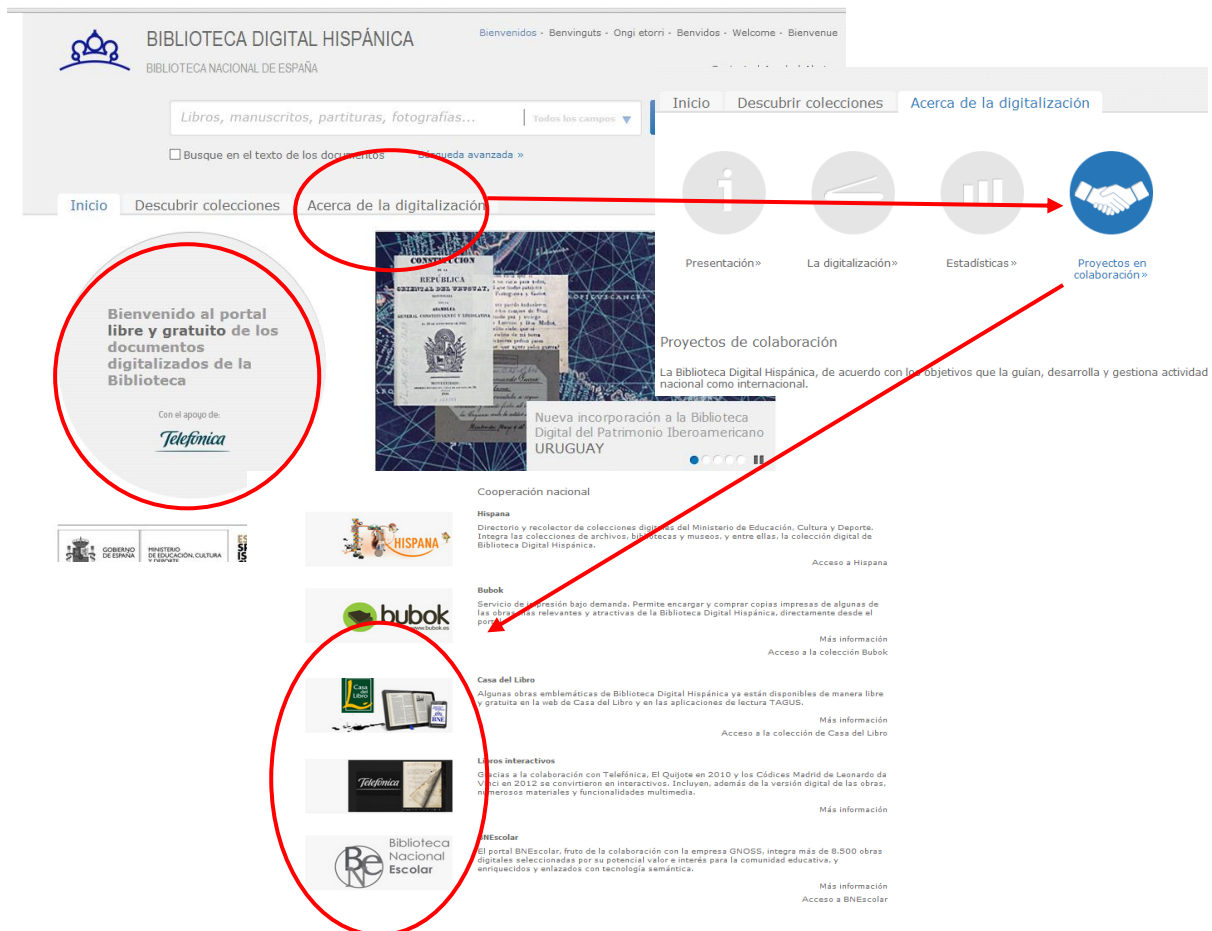 BIBLIOTECA DIGITAL HISPÁNICA
BIBLIOTECA NACIONAL DE ESPAÑA
Bienvenidos - Benvinguts - Ongi etorri - Benvidos - Welcome - Bienvenue
Libros, manuscritos, partituras, fotografías...
Todos los campos
Busque en el texto de los documentos
Búsqueda avanzada »
Inicio
Descubrir colecciones
Acerca de la digitalización
Inicio
Descubrir colecciones
Acerca de la digitalización
Presentación»
La digitalización»
Estadísticas»
Proyectos en
colaboración»
Proyectos de colaboración
La Biblioteca Digital Hispánica, de acuerdo con los objetivos que la guían, desarrolla y gestiona actividad
nacional como internacional.
Bienvenido al portal
libre y gratuito de los
documentos
digitalizados de la
Biblioteca
Con el apoyo de:
Telefónica
CONSTITUCION
DE LA
REPÚBLICA
ORIENTAL DEL URUGUAY,
Nueva incorporación a la Biblioteca
Digital del Patrimonio Iberoamericano
URUGUAY
GOBIERNO
DE ESPAÑA
MINISTERIO
DE EDUCACIÓN, CULTURA
Y DEPORTE
Cooperación nacional
HISPANA
Hispana
Directorio y recolector de colecciones digitales del Ministerio de Educación, Cultura y Deporte.
Integra las colecciones de archivos, bibliotecas y museos, y entre ellas, la colección digital de
Biblioteca Digital Hispánica.
Acceso a Hispana
bubok
www.bubok.es
Bubok
Servicio de impresión bajo demanda. Permite encargar y comprar copias impresas de algunas de
las obras más relevantes y atractivas de la Biblioteca Digital Hispánica, directamente desde el
Más información
Acceso a la colección Bubok
Casa
del
Libro
BNE
Casa del Libro
Algunas obras emblemáticas de Biblioteca Digital Hispánica ya están disponibles de manera libre
y gratuita en la web de Casa del Libro y en las aplicaciones de lectura TAGUS.
Más información
Acceso a la colección de Casa del Libro
Telefónica
Libros interactivos
Gracias a la colaboración con Telefónica, El Quijote en 2010 y los Códices Madrid de Leonardo da
Vinci en 2012 se convirtieron en interactivos. Incluyen, además de la versión digital de las obras,
numerosos materiales y funcionalidades multimedia.
Más información
BNE
Biblioteca
Nacional
Escolar
BNEscolar
El portal BNEscolar, fruto de la colaboración con la empresa GNOSS, integra más de 8.500 obras
digitales seleccionadas por su potencial valor e interés para la comunidad educativa, y
enriquecidos y enlazados con tecnología semántica.
Más información
Acceso a BNEscolar